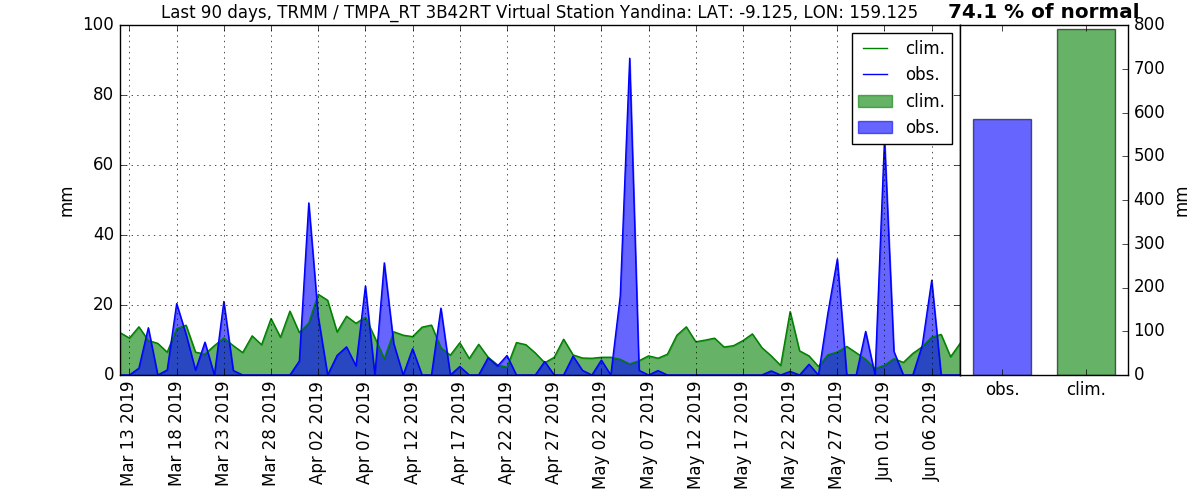 Last 90 days, TRMM / TMPA_RT 3B42RT Virtual Station Yandina: LAT: -9.125, LON: 159.125
74.1 % of normal
100
80
60
40
20
0
mm
clim.
obs.
clim.
obs.
800
700
600
500
400
300
200
100
0
mm
Mar 13 2019
Mar 18 2019
Mar 23 2019
Mar 28 2019
Apr 02 2019
Apr 07 2019
Apr 12 2019
Apr 17 2019
Apr 22 2019
Apr 27 2019
May 02 2019
May 07 2019
May 12 2019
May 17 2019
May 22 2019
May 27 2019
Jun 01 2019
Jun 06 2019
obs.
clim.